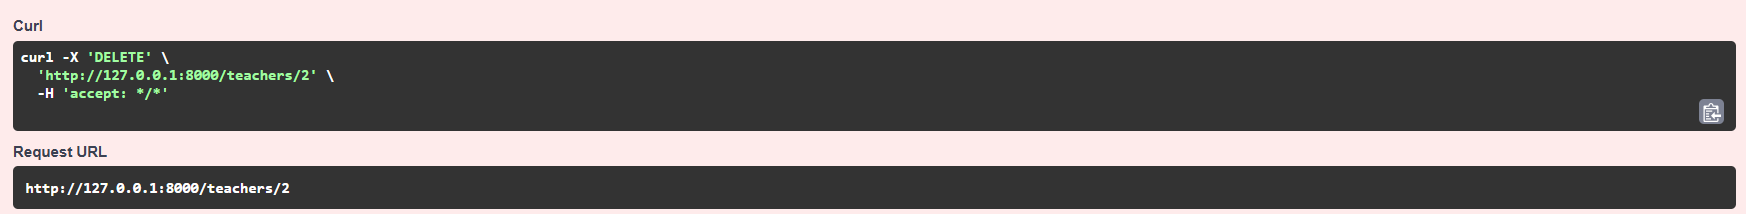 Curl
curl -X 'DELETE' \
  'http://127.0.0.1:8000/teachers/2' \
  -H 'accept: */*'
Request URL
http://127.0.0.1:8000/teachers/2